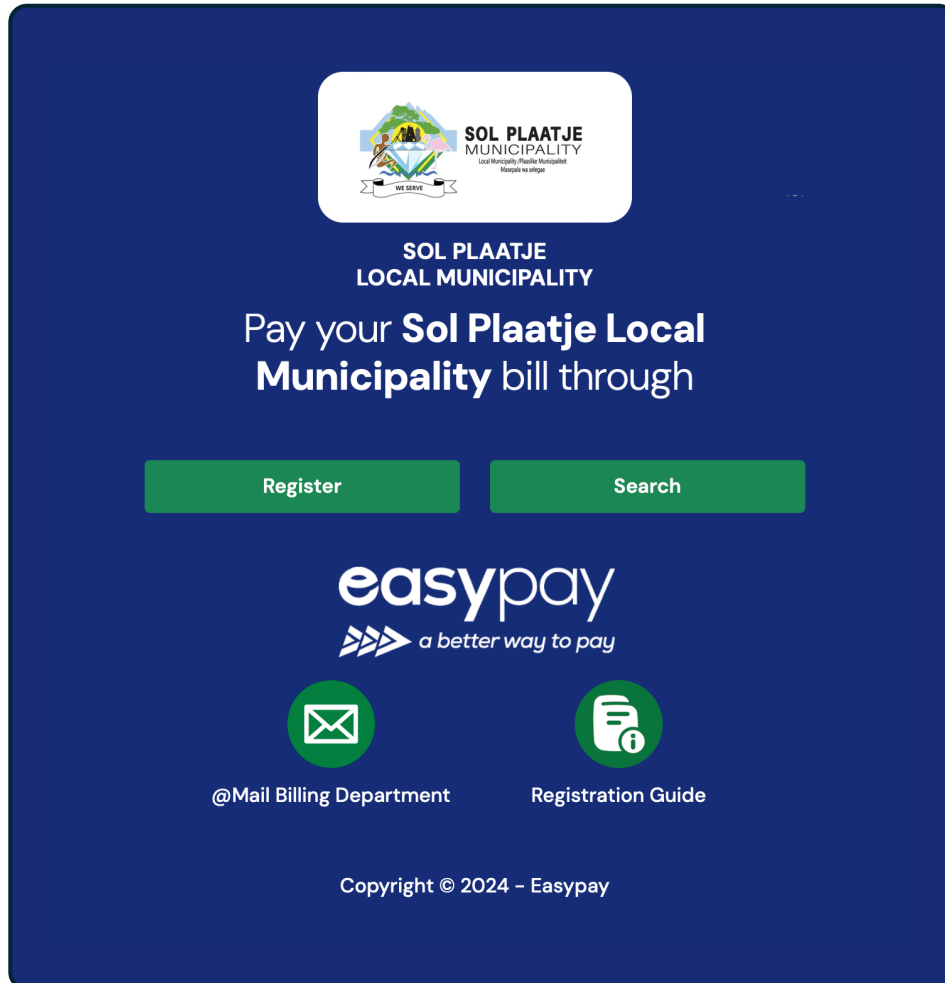 SOL PLAATJE
MUNICIPALITY
Local Municipality /Plaaslike Munisipaliteit
Masepala wa selegae
WE SERVE
SOL PLAATJE
LOCAL MUNICIPALITY
Pay your Sol Plaatje Local
Municipality bill through
Register Search
easypay
a better way to pay
@Mail Billing Department Registration Guide
Copyright © 2024 - Easypay